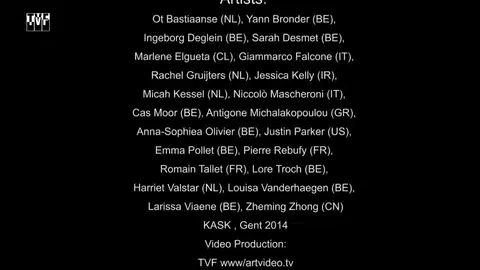 Artists:
TVF
Ot Bastiaanse (NL), Yann Bronder (BE),
Ingeborg Deglein (BE), Sarah Desmet (BE),
Marlene Elgueta (CL), Giammarco Falcone (IT),
Rachel Gruijters (NL), Jessica Kelly (IR),
Micah Kessel (NL), Niccolò Mascheroni (IT),
Cas Moor (BE), Antigone Michalakopoulou (GR),
Anna-Sophiea Olivier (BE), Justin Parker (US),
Emma Pollet (BE), Pierre Rebufy (FR),
Romain Tallet (FR), Lore Troch (BE),
Harriet Valstar (NL), Louisa Vanderhaegen (BE),
Larissa Viaene (BE), Zheming Zhong (CN)
KASK , Gent 2014
Video Production:
TVF www/artvideo.tv